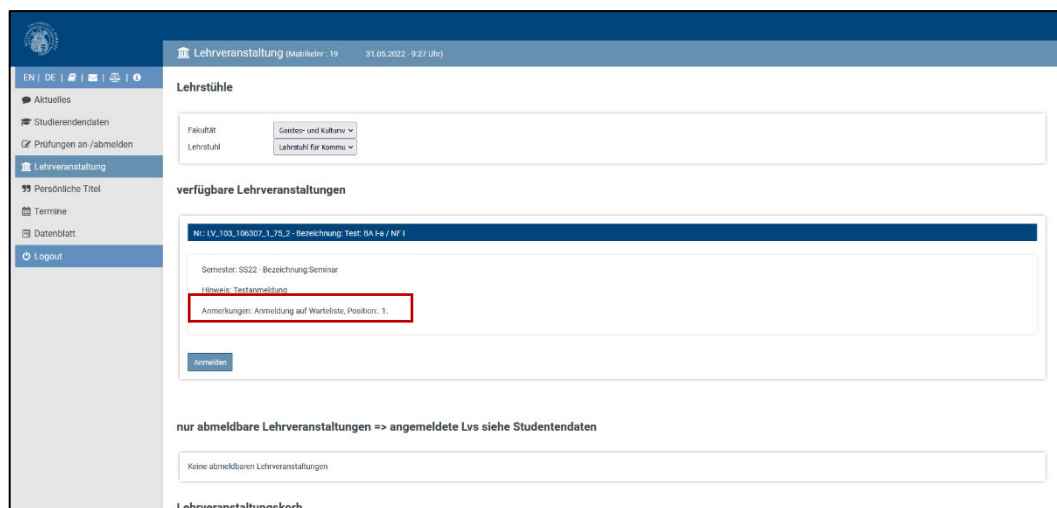 Lehrveranstaltung (Matrikelnr : 19 31.05.2022 - 9:27 Uhr)
EN | DE | | | |
Aktuelles
Studierendendaten
Prüfungen an-/abmelden
Lehrveranstaltung
Persönliche Titel
Termine
Datenblatt
Logout
Lehrstühle
Fakultät Geistes- und Kulturw
Lehrstuhl Lehrstuhl für Kommu
verfügbare Lehrveranstaltungen
Nr.: LV_103_106307_1_75_2 - Bezeichnung: Test: BA I-a / NF I
Semester: SS22 - Bezeichnung:Seminar
Hinweis: Testanmeldung
Anmerkungen: Anmeldung auf Warteliste, Position:: 1.
Anmelden
nur abmeldbare Lehrveranstaltungen => angemeldete Lvs siehe Studentendaten
Keine abmeldbaren Lehrveranstaltungen
Lehrveranstaltungskorb